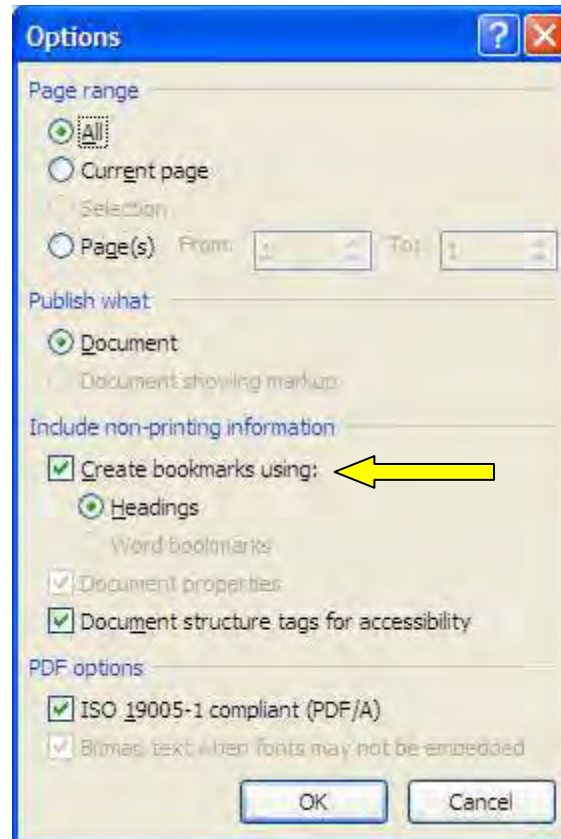 Options
Page range
All
Current page
Selection
Page(s) From: 1 To: 1
Publish what
Document
Document showing markup
Include non-printing information
Create bookmarks using:
Headings
Word bookmarks
Document properties
Document structure tags for accessibility
PDF options
ISO 19005-1 compliant (PDF/A)
Bitmap text when fonts may not be embedded
OK Cancel